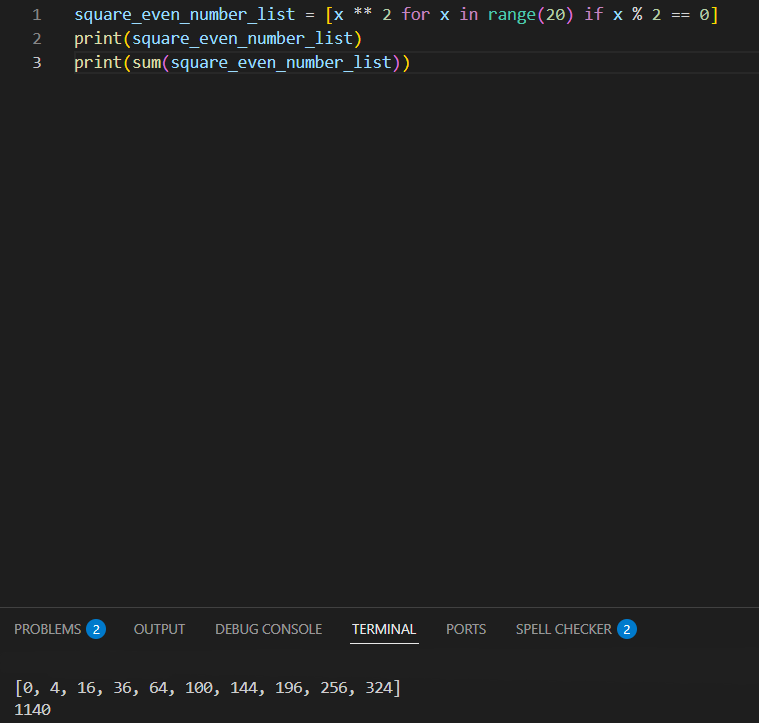 1 square_even_number_list = [x ** 2 for x in range(20) if x % 2 == 0]
2 print(square_even_number_list)
3 print(sum(square_even_number_list))
PROBLEMS 2 OUTPUT DEBUG CONSOLE TERMINAL PORTS SPELL CHECKER 2
[0, 4, 16, 36, 64, 100, 144, 196, 256, 324]
1140